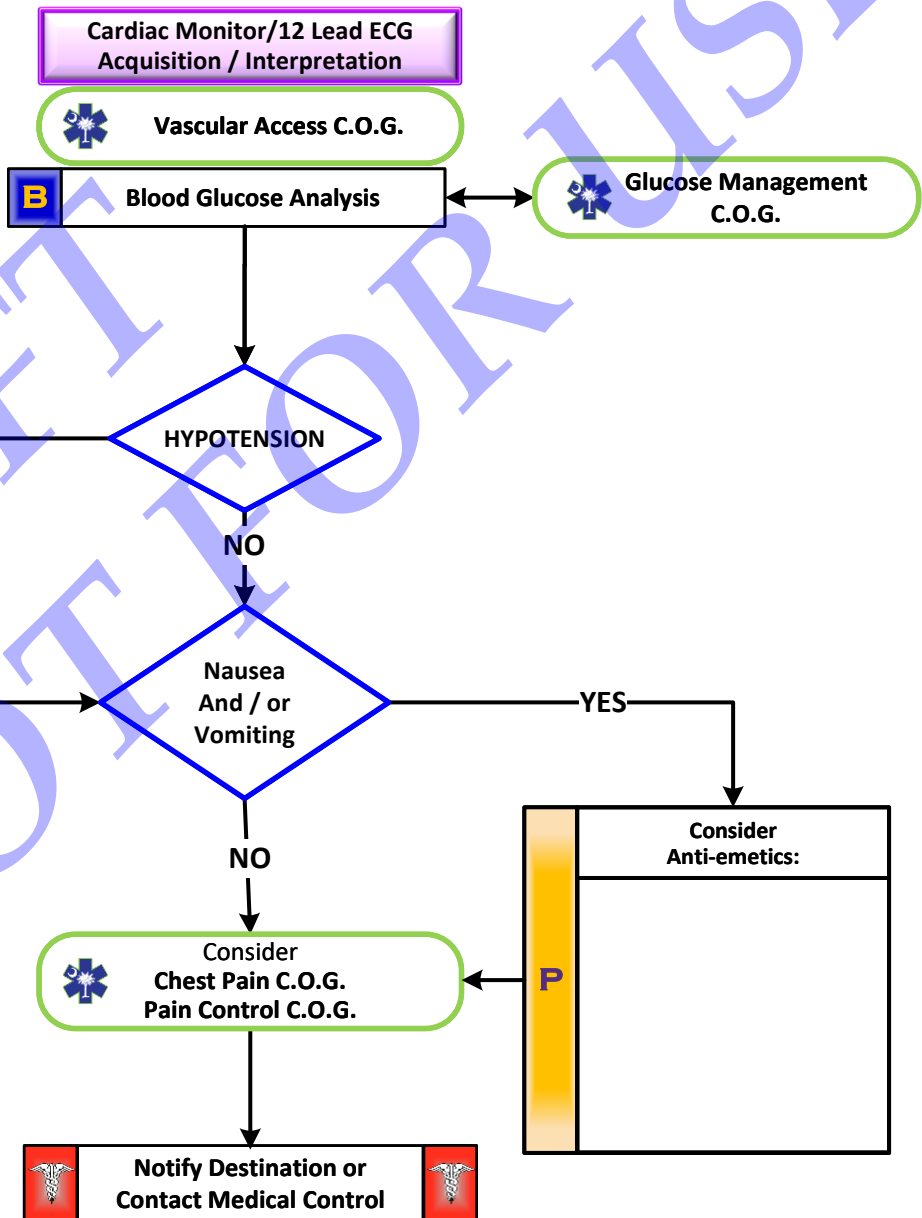 Cardiac Monitor/12 Lead ECG
Acquisition / Interpretation
Vascular Access C.O.G.
B
Blood Glucose Analysis
Glucose Management
C.O.G.
HYPOTENSION
NO
Nausea
And / or
Vomiting
YES
NO
Consider
Anti-emetics:
P
Consider
Chest Pain C.O.G.
Pain Control C.O.G.
Notify Destination or
Contact Medical Control
FOR